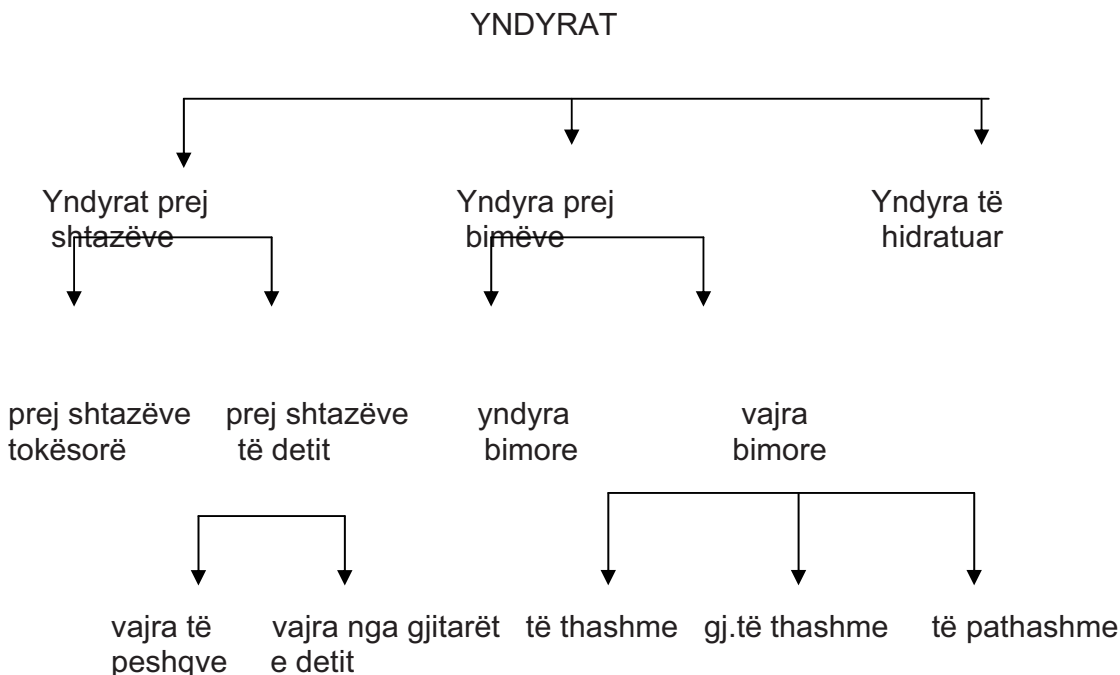 YNDYRAT
Yndyrat prej
shtazëve
Yndyra prej
bimëve
Yndyra të
hidratuar
prej shtazëve
tokësorë
prej shtazëve
të detit
yndyra
bimore
vajra
bimore
vajra të
peshqve
vajra nga gjitarët
e detit
të thashme
gj.të thashme
të pathashme